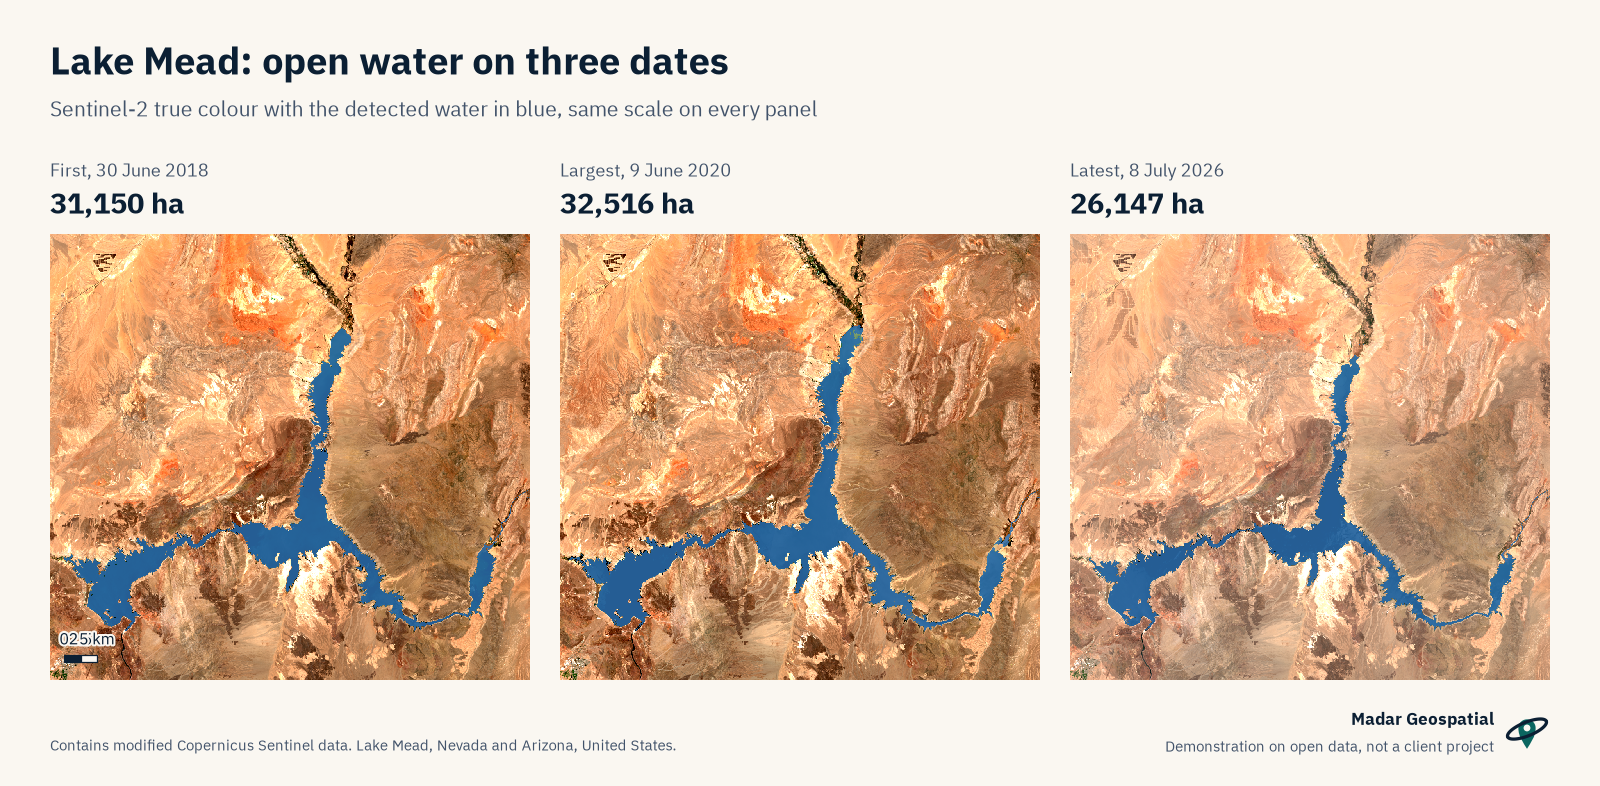 Lake Mead: open water on three dates
Sentinel-2 true colour with the detected water in blue, same scale on every panel
First, 30 June 2018
31,150 ha
Largest, 9 June 2020
32,516 ha
Latest, 8 July 2026
26,147 ha
025 km
Madar Geospatial
Contains modified Copernicus Sentinel data. Lake Mead, Nevada and Arizona, United States.
Demonstration on open data, not a client project